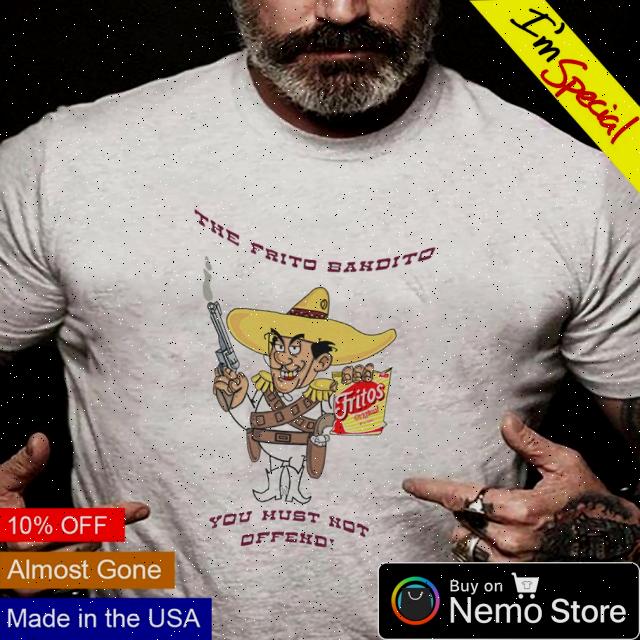 I'm Special
THE FRITO BANDITO
Fritos
ORIGINAL
YOU MUST NOT
OFFEND!
10% OFF
Almost Gone
Made in the USA
Buy on
Nemo Store